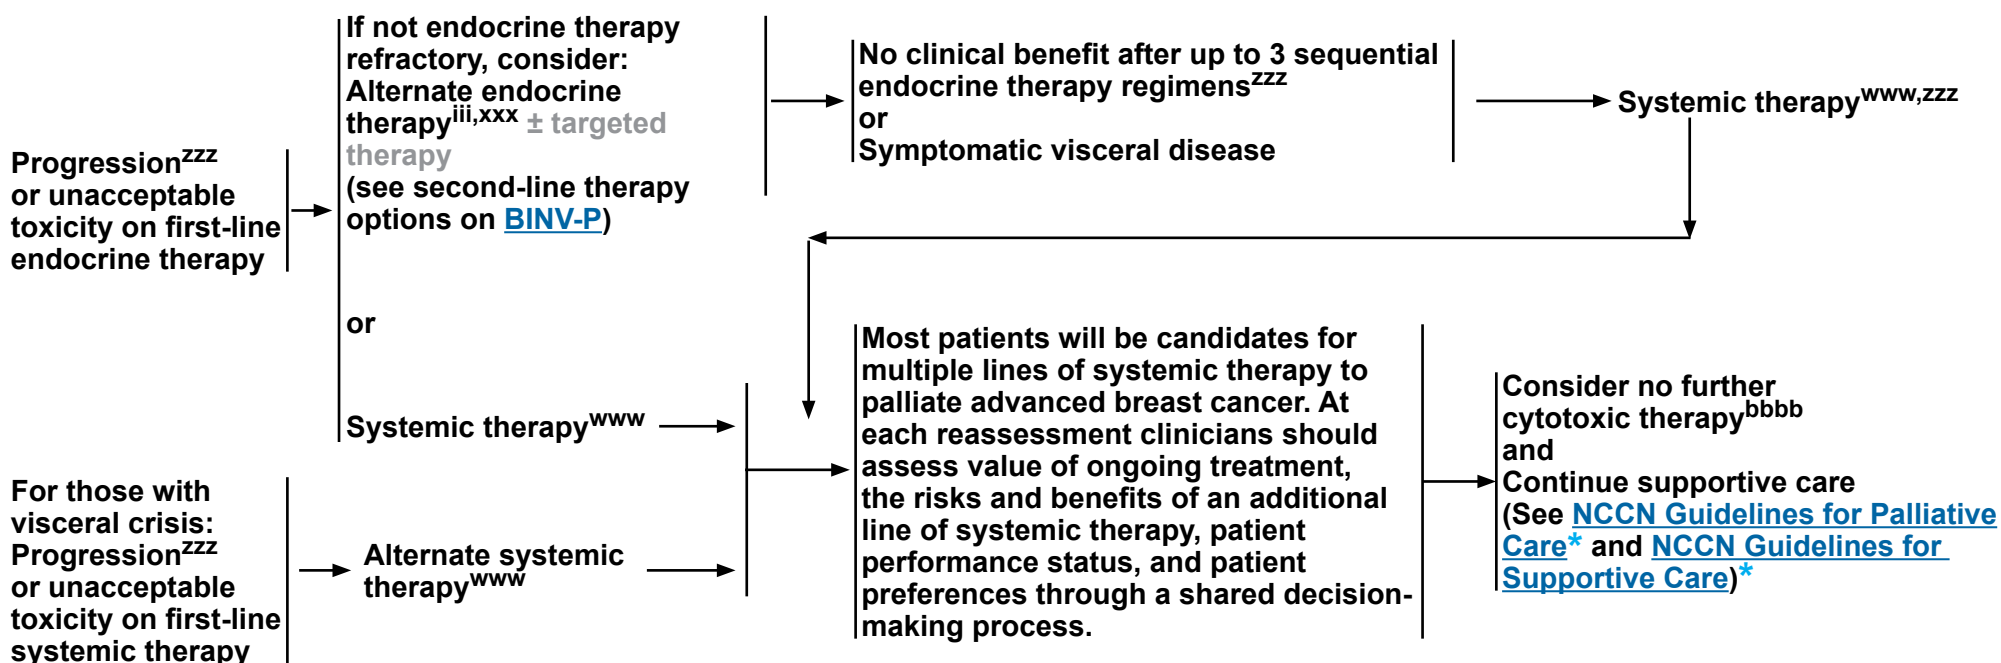 Progressionzzz
or unacceptable
toxicity on first-line
endocrine therapy
If not endocrine therapy
refractory, consider:
Alternate endocrine
therapyiii,xxx ± targeted
therapy
(see second-line therapy
options on BINV-P)
or
Systemic therapywww
No clinical benefit after up to 3 sequential
endocrine therapy regimenszzz
or
Symptomatic visceral disease
Systemic therapywww,zzz
For those with
visceral crisis:
Progressionzzz
or unacceptable
toxicity on first-line
systemic therapy
Alternate systemic
therapywww
Most patients will be candidates for
multiple lines of systemic therapy to
palliate advanced breast cancer. At
each reassessment clinicians should
assess value of ongoing treatment,
the risks and benefits of an additional
line of systemic therapy, patient
performance status, and patient
preferences through a shared decision-
making process.
Consider no further
cytotoxic therapybbbb
and
Continue supportive care
(See NCCN Guidelines for Palliative
Care* and NCCN Guidelines for
Supportive Care)*